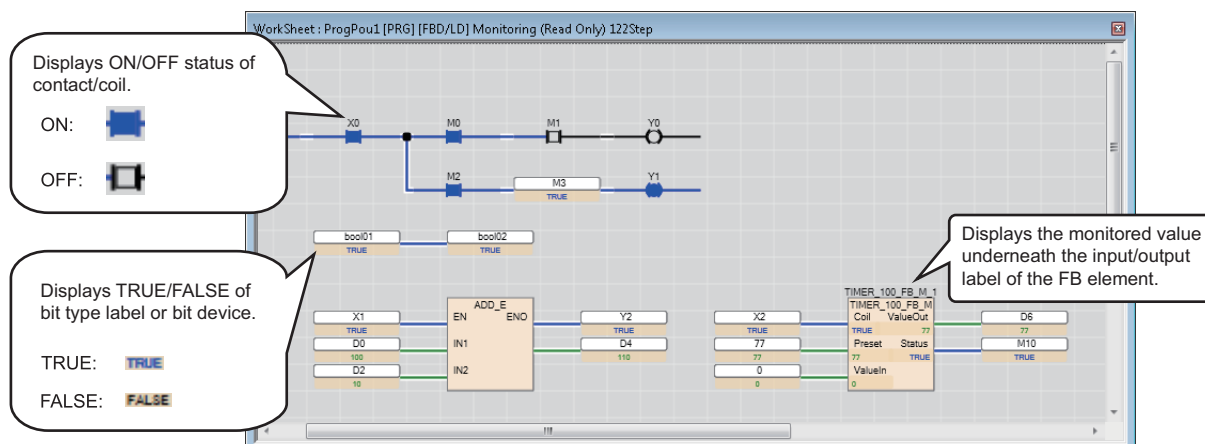 WorkSheet : ProgPou1 [PRG] [FBD/LD] Monitoring (Read Only) 122Step
Displays ON/OFF status of
contact/coil.
ON:
OFF:
X0
M0
M1
Y0
M2
M3
TRUE
Y1
bool01
TRUE
bool02
TRUE
Displays TRUE/FALSE of
bit type label or bit device.
TRUE: TRUE
FALSE: FALSE
Displays the monitored value
underneath the input/output
label of the FB element.
X1
TRUE
D0
100
D2
10
ADD_E
EN ENO
IN1
IN2
Y2
TRUE
D4
110
X2
TRUE
77
77
0
0
TIMER_100_FB_M_1
TIMER_100_FB_M
Coil ValueOut
TRUE 77
Preset Status
77 TRUE
ValueIn
0
D6
77
M10
TRUE